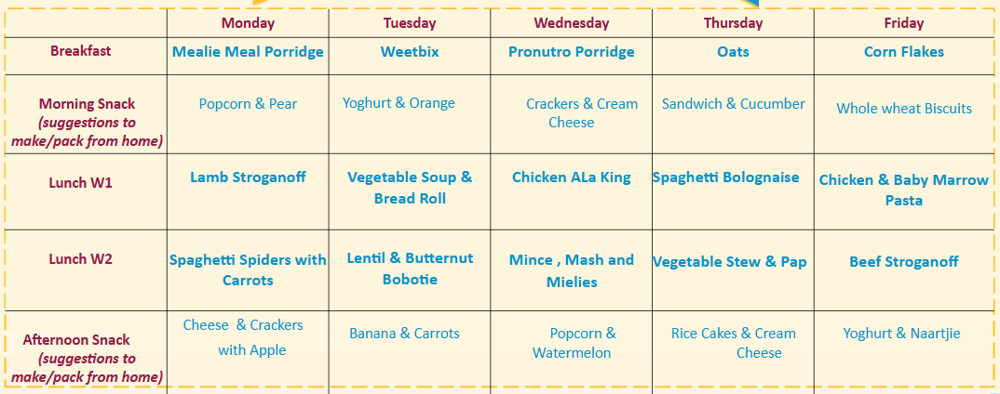 Monday Tuesday Wednesday Thursday Friday
Breakfast Mealie Meal Porridge Weetbix Pronutro Porridge Oats Corn Flakes
Morning Snack
(suggestions to
make/pack from home)
Popcorn & Pear
Yoghurt & Orange
Crackers & Cream
Cheese
Sandwich & Cucumber
Whole wheat Biscuits
Lunch W1
Lamb Stroganoff
Vegetable Soup &
Bread Roll
Chicken ALa King
Spaghetti Bolognaise
Chicken & Baby Marrow
Pasta
Lunch W2
Spaghetti Spiders with
Carrots
Lentil & Butternut
Bobotie
Mince , Mash and
Mielies
Vegetable Stew & Pap
Beef Stroganoff
Afternoon Snack
(suggestions to
make/pack from home)
Cheese & Crackers
with Apple
Banana & Carrots
Popcorn &
Watermelon
Rice Cakes & Cream
Cheese
Yoghurt & Naartjie